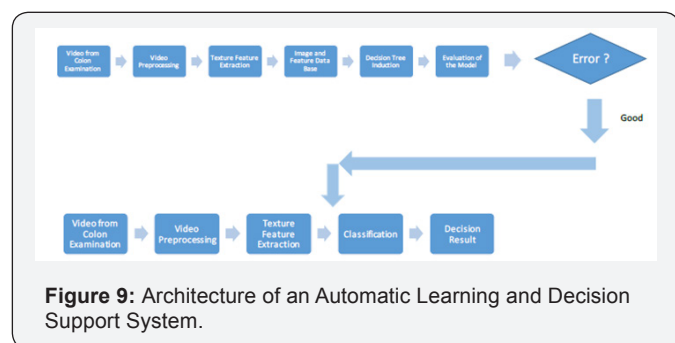 Video from
Colon
Examination
Video
Preprocessing
Texture Feature
Extraction
Image and
Feature Data
Base
Decision Tree
Induction
Evaluation of
the Model
Error ?
Good
Video from
Colon
Examination
Video
Preprocessing
Texture
Feature
Extraction
Classification
Decision
Result
Figure 9: Architecture of an Automatic Learning and Decision
Support System.